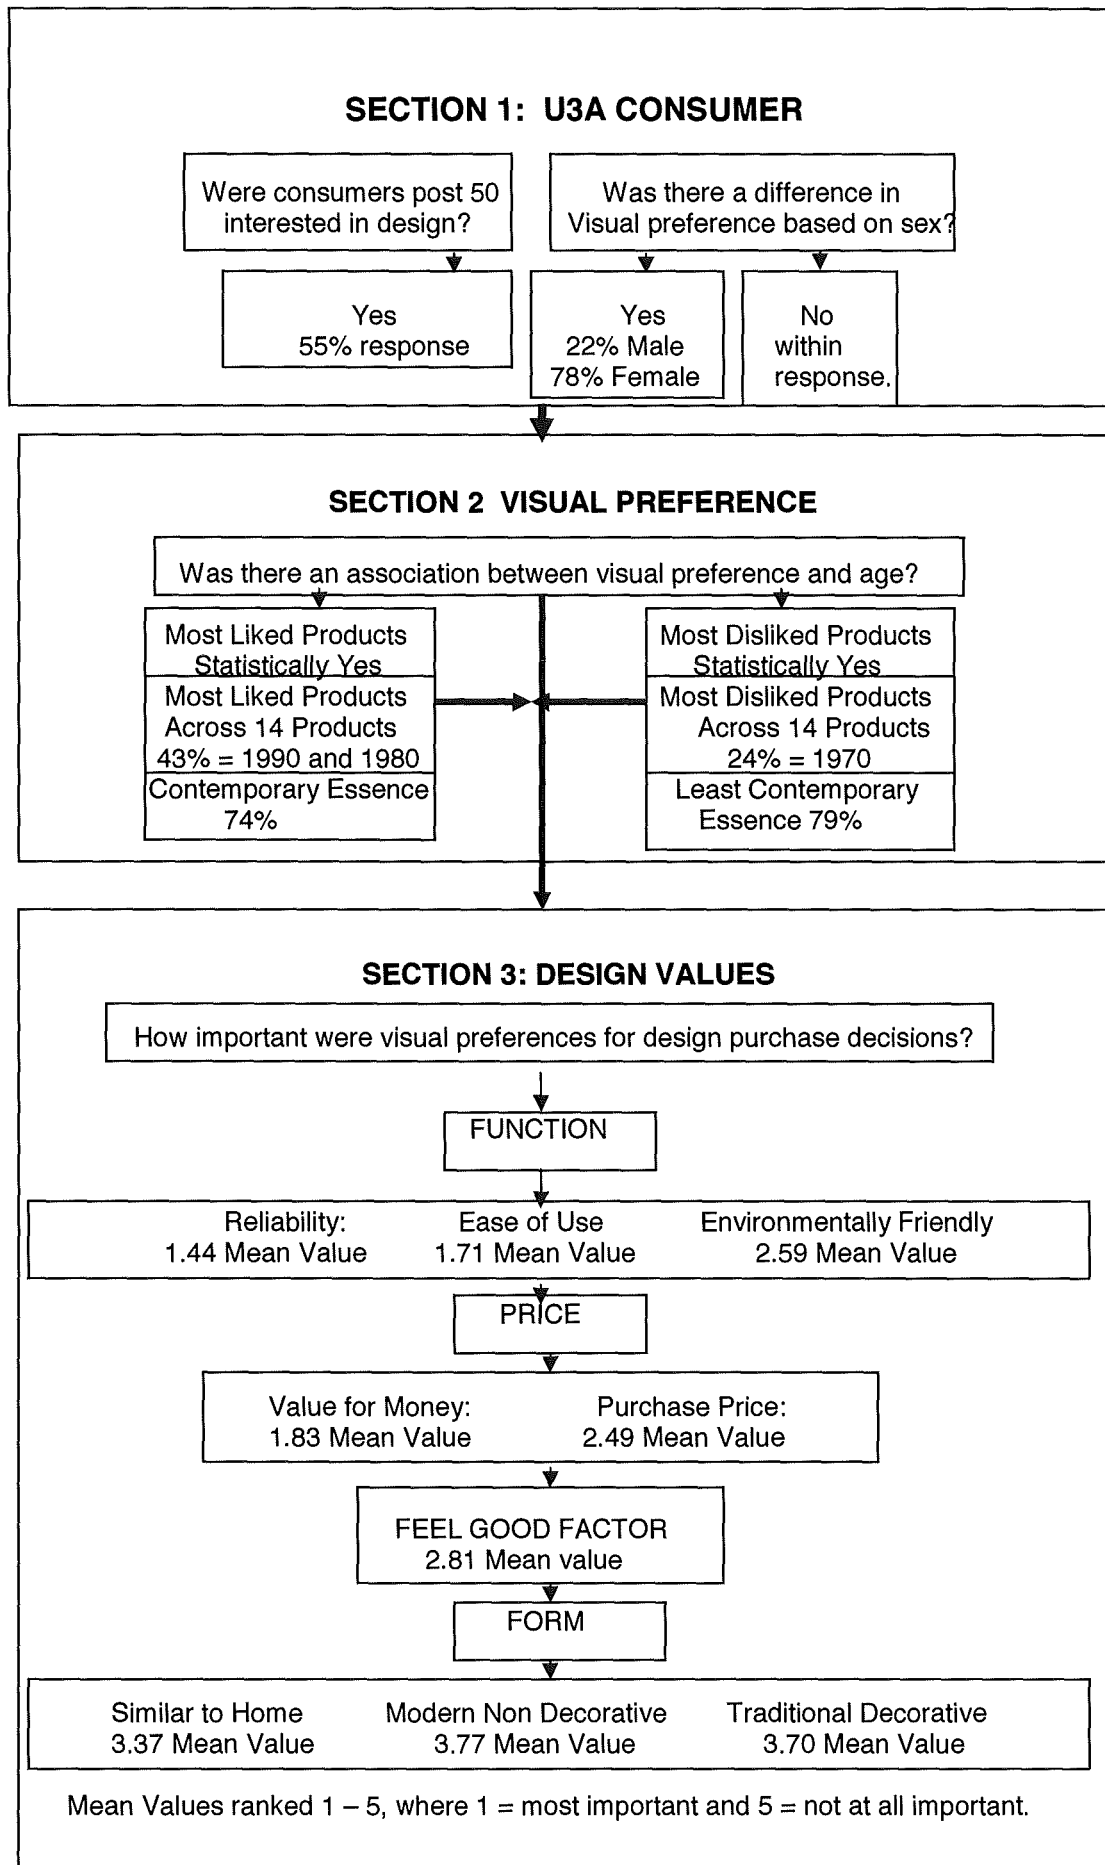 SECTION 1: U3A CONSUMER
Were consumers post 50
interested in design?
Was there a difference in
Visual preference based on sex?
Yes
55% response
Yes
22% Male
78% Female
No
within
response.
SECTION 2 VISUAL PREFERENCE
Was there an association between visual preference and age?
Most Liked Products
Statistically Yes
Most Liked Products
Across 14 Products
43% = 1990 and 1980
Contemporary Essence
74%
Most Disliked Products
Statistically Yes
Most Disliked Products
Across 14 Products
24% = 1970
Least Contemporary
Essence 79%
SECTION 3: DESIGN VALUES
How important were visual preferences for design purchase decisions?
FUNCTION
Reliability:
1.44 Mean Value
Ease of Use
1.71 Mean Value
Environmentally Friendly
2.59 Mean Value
PRICE
Value for Money:
1.83 Mean Value
Purchase Price:
2.49 Mean Value
FEEL GOOD FACTOR
2.81 Mean value
FORM
Similar to Home
3.37 Mean Value
Modern Non Decorative
3.77 Mean Value
Traditional Decorative
3.70 Mean Value
Mean Values ranked 1 – 5, where 1 = most important and 5 = not at all important.